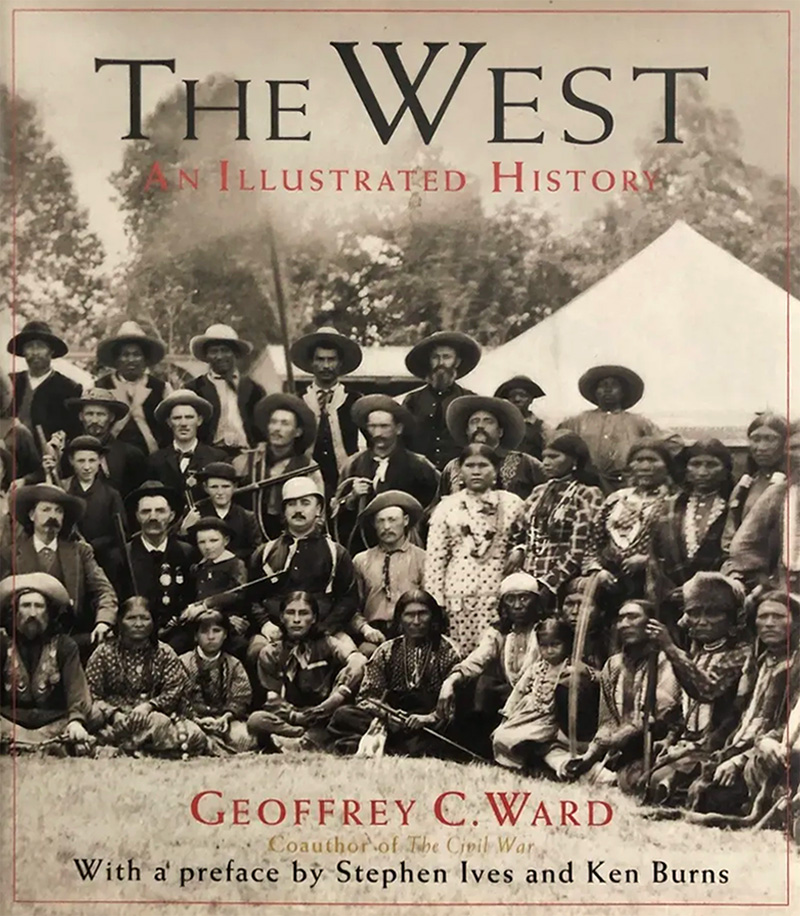 THE WEST
AN ILLUSTRATED HISTORY
GEOFFREY C. WARD
Coauthor of The Civil War
With a preface by Stephen Ives and Ken Burns